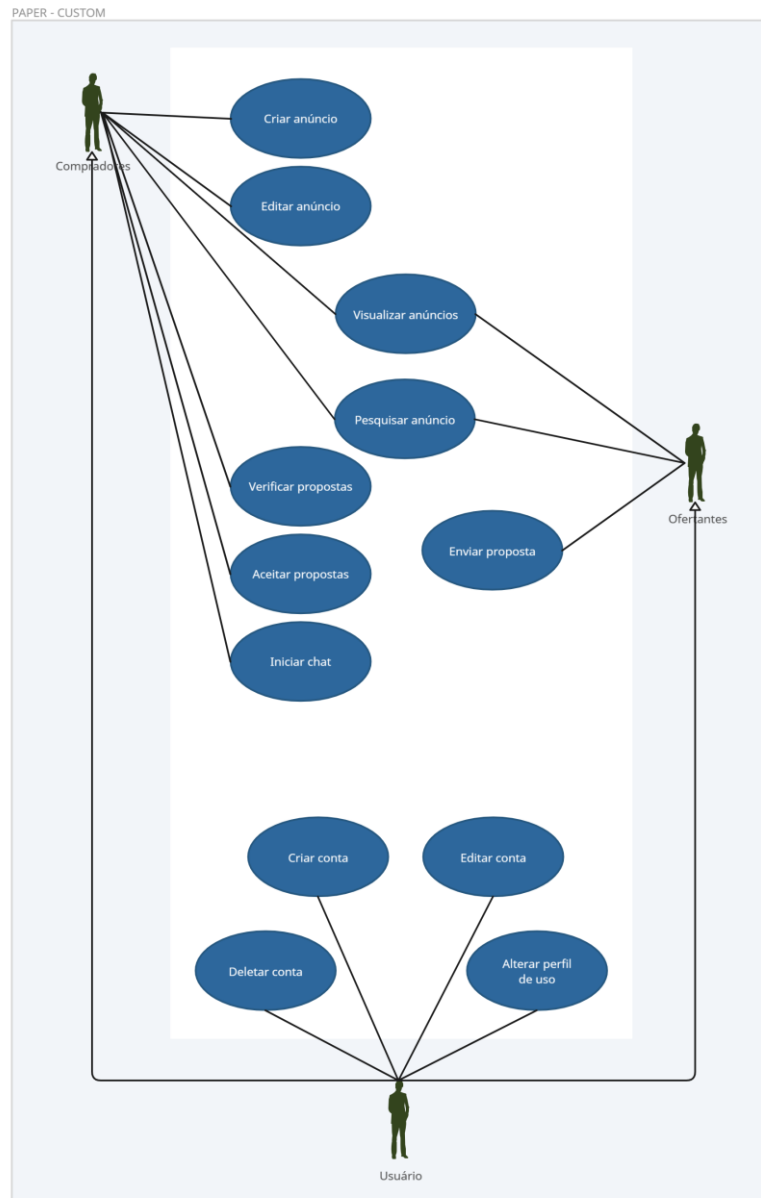 PAPER - CUSTOM
Criar anúncio
Compradores
Editar anúncio
Visualizar anúncios
Pesquisar anúncio
Verificar propostas
Ofertantes
Enviar proposta
Aceitar propostas
Iniciar chat
Criar conta
Editar conta
Deletar conta
Alterar perfil
de uso
Usuário